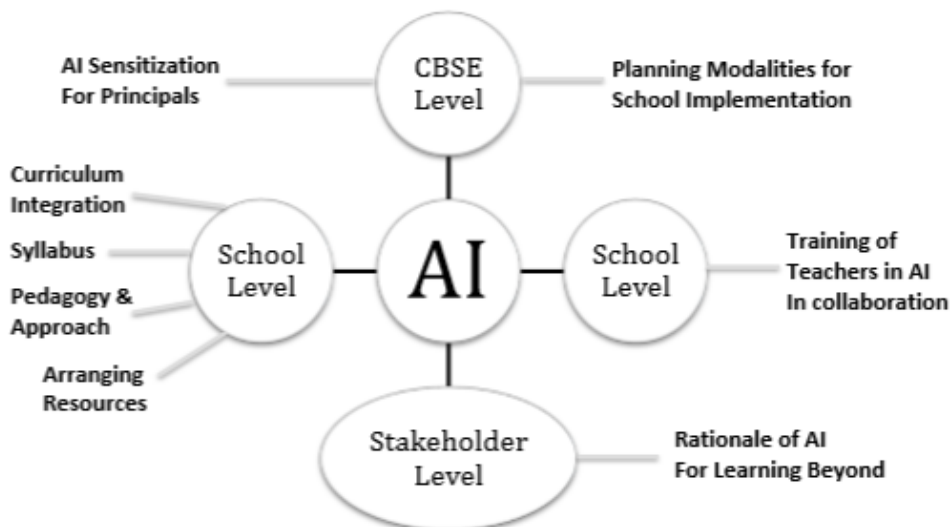 AI Sensitization
For Principals
CBSE
Level
Planning Modalities for
School Implementation
Curriculum
Integration
Syllabus
Pedagogy &
Approach
Arranging
Resources
School
Level
AI
School
Level
Training of
Teachers in AI
In collaboration
Stakeholder
Level
Rationale of AI
For Learning Beyond